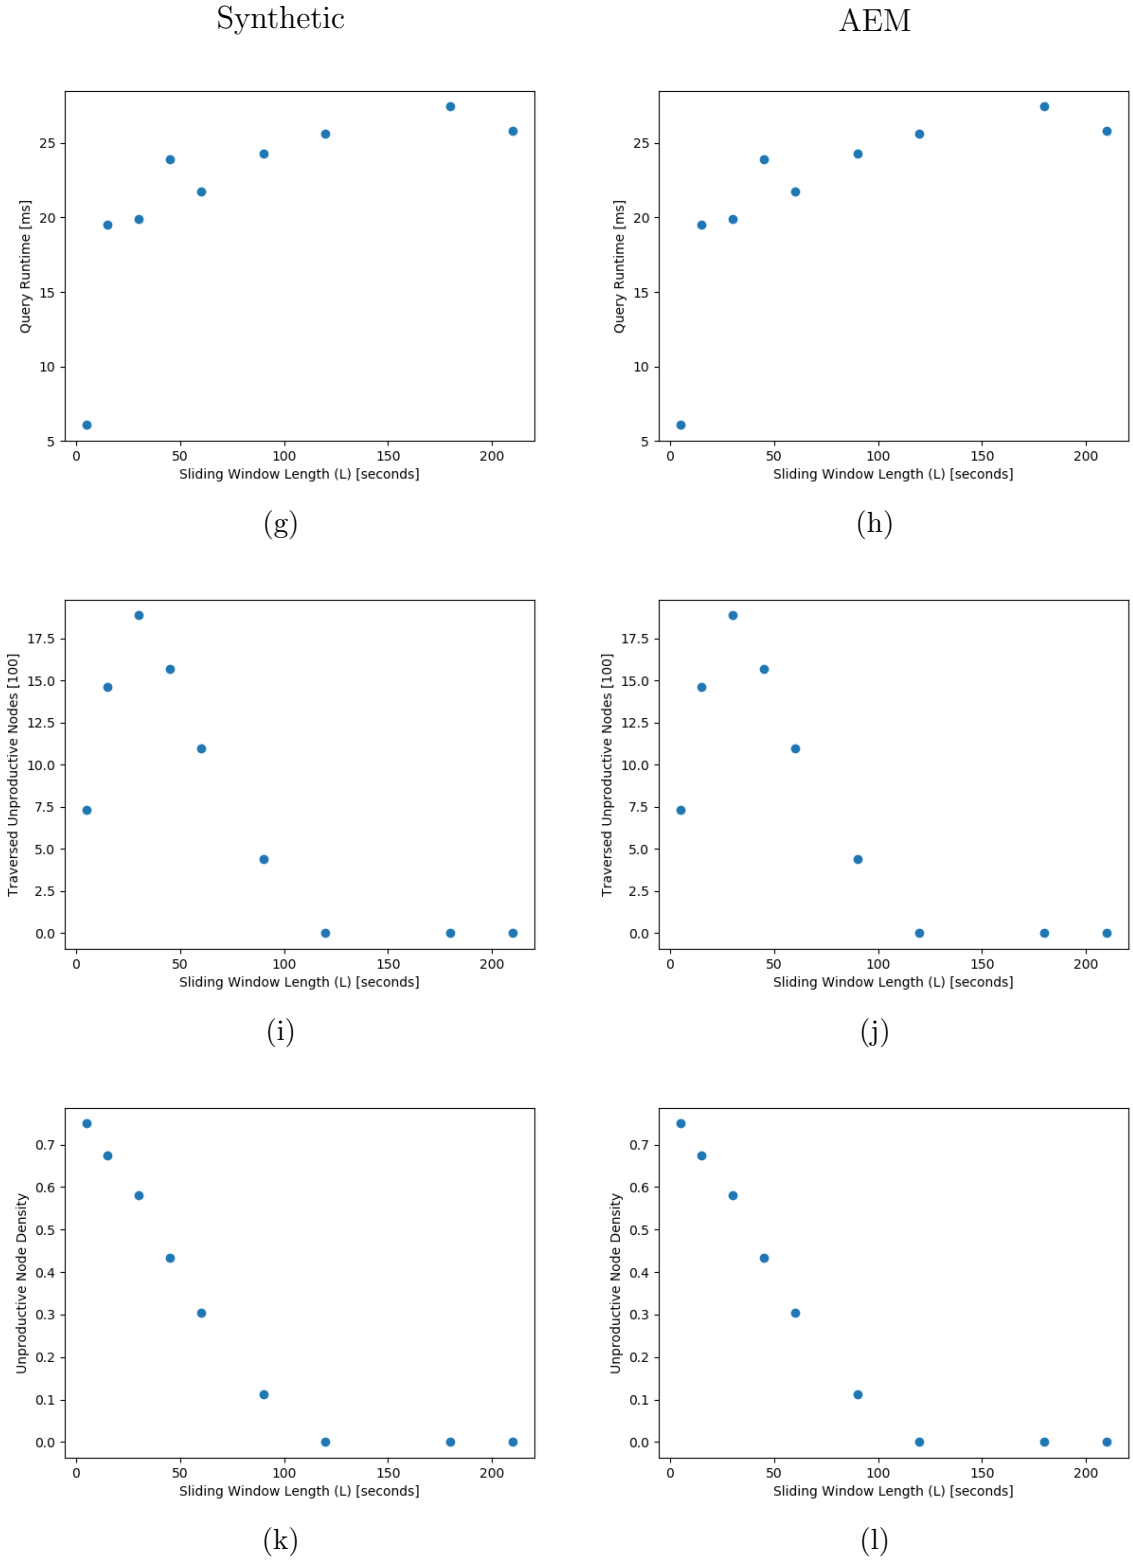 Synthetic
AEM
25
20
15
10
5
Query Runtime [ms]
0 50 100 150 200
Sliding Window Length (L) [seconds]
(g)
25
20
15
10
5
Query Runtime [ms]
0 50 100 150 200
Sliding Window Length (L) [seconds]
(h)
17.5
15.0
12.5
10.0
7.5
5.0
2.5
0.0
Traversed Unproductive Nodes [100]
0 50 100 150 200
Sliding Window Length (L) [seconds]
(i)
17.5
15.0
12.5
10.0
7.5
5.0
2.5
0.0
Traversed Unproductive Nodes [100]
0 50 100 150 200
Sliding Window Length (L) [seconds]
(j)
0.7
0.6
0.5
0.4
0.3
0.2
0.1
0.0
Unproductive Node Density
0 50 100 150 200
Sliding Window Length (L) [seconds]
(k)
0.7
0.6
0.5
0.4
0.3
0.2
0.1
0.0
Unproductive Node Density
0 50 100 150 200
Sliding Window Length (L) [seconds]
(l)